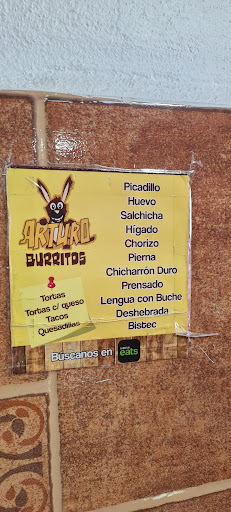 ARTURO
BURRITOS
Tortas
Tortas c/ queso
Tacos
Quesadillas
Picadillo
Huevo
Salchicha
Hígado
Chorizo
Pierna
Chicharrón Duro
Prensado
Lengua con Buche
Deshebrada
Bistec
Búscanos en
eats